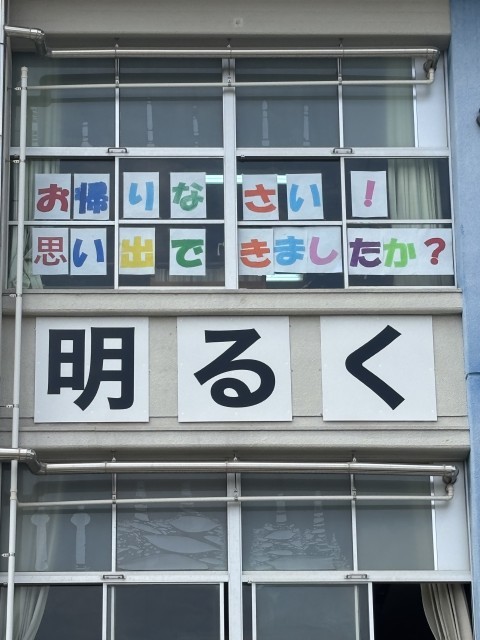 お帰りなさい！
思い出できましたか？
明るく